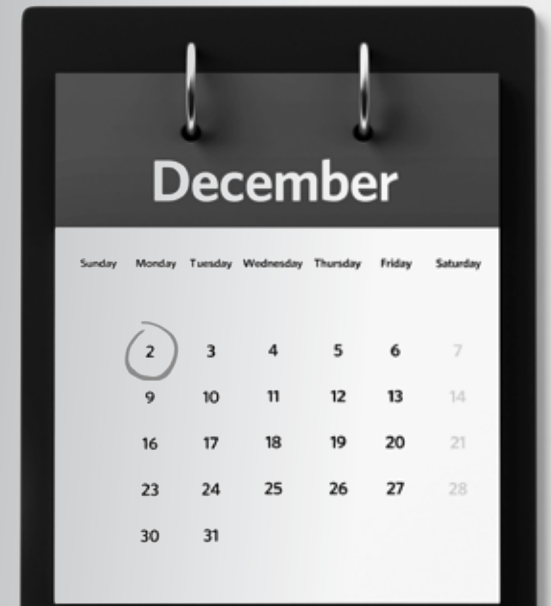 December
Sunday Monday Tuesday Wednesday Thursday Friday Saturday
2 3 4 5 6 7
9 10 11 12 13 14
16 17 18 19 20 21
23 24 25 26 27 28
30 31